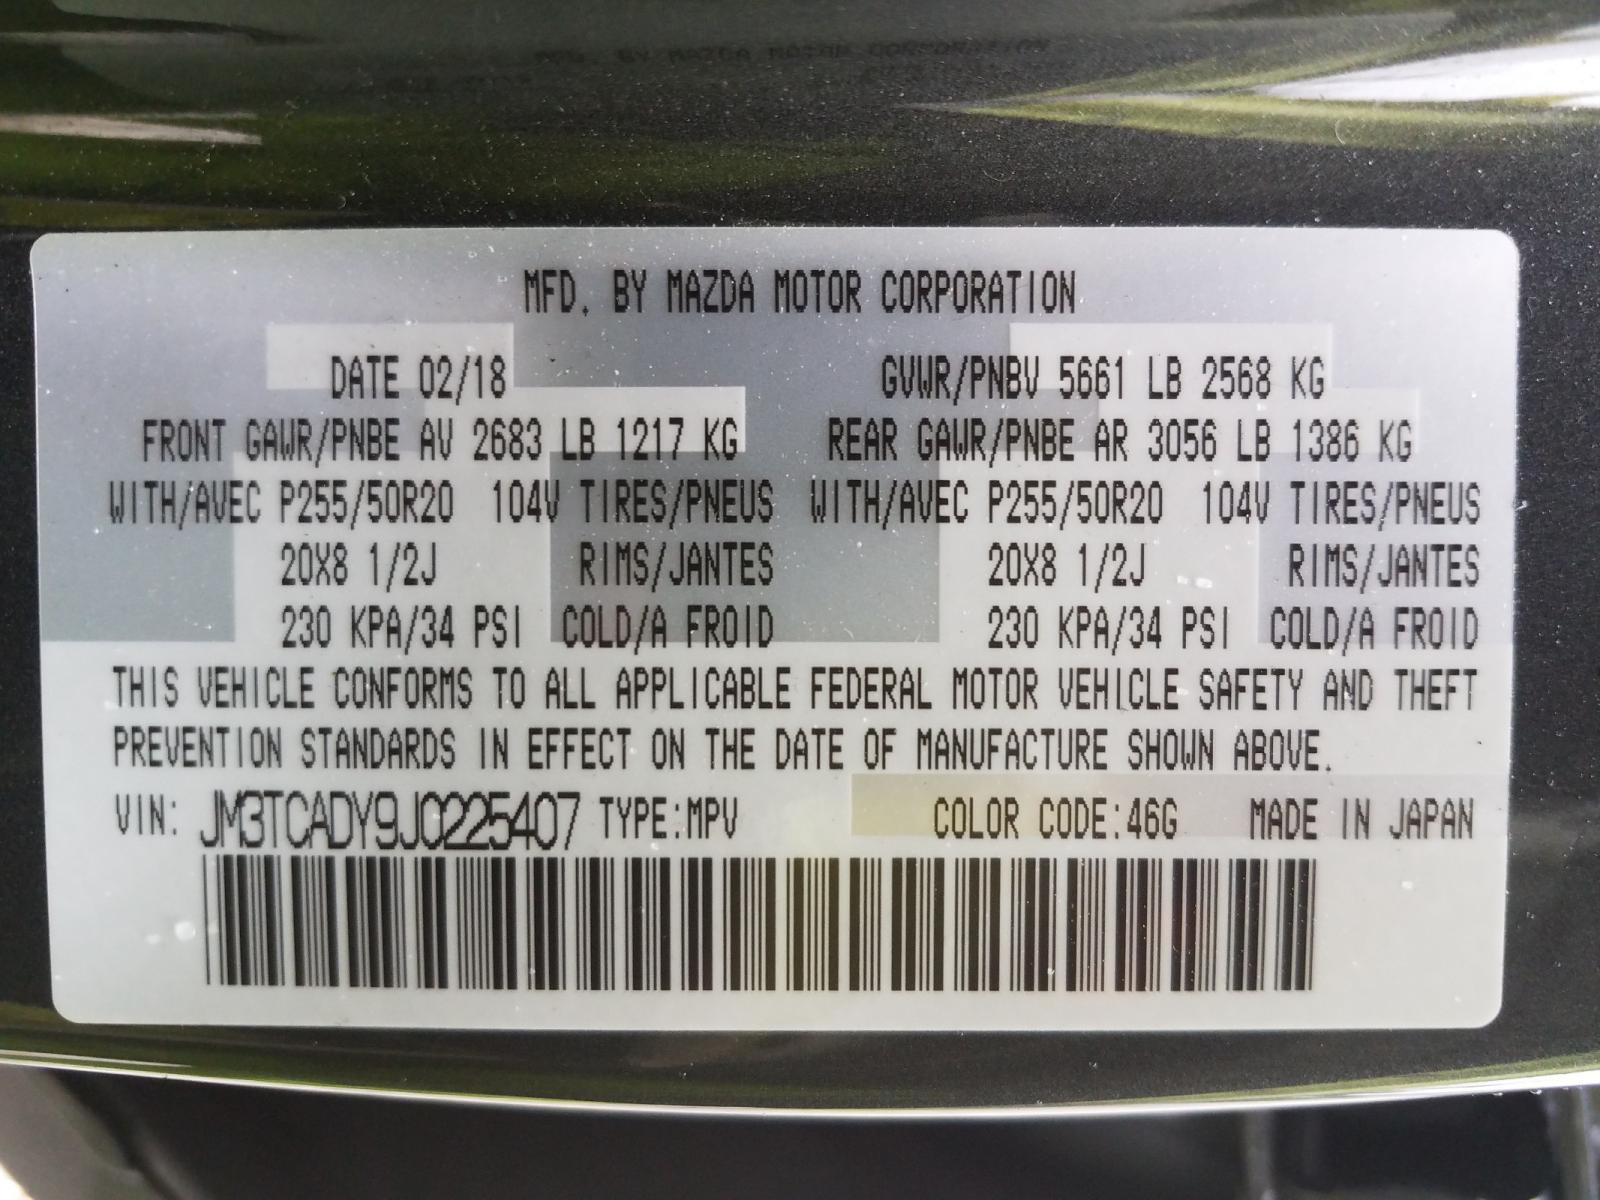 MFD. BY MAZDA MOTOR CORPORATION
DATE 02/18 GVWR/PNBV 5661 LB 2568 KG
FRONT GAWR/PNBE AV 2683 LB 1217 KG REAR GAWR/PNBE AR 3056 LB 1386 KG
WITH/AVEC P255/50R20 104V TIRES/PNEUS WITH/AVEC P255/50R20 104V TIRES/PNEUS
20X8 1/2J RIMS/JANTES 20X8 1/2J RIMS/JANTES
230 KPA/34 PSI COLD/A FROID 230 KPA/34 PSI COLD/A FROID
THIS VEHICLE CONFORMS TO ALL APPLICABLE FEDERAL MOTOR VEHICLE SAFETY AND THEFT
PREVENTION STANDARDS IN EFFECT ON THE DATE OF MANUFACTURE SHOWN ABOVE.
VIN: JM3TCADY9J0225407 TYPE:MPV COLOR CODE:46G MADE IN JAPAN